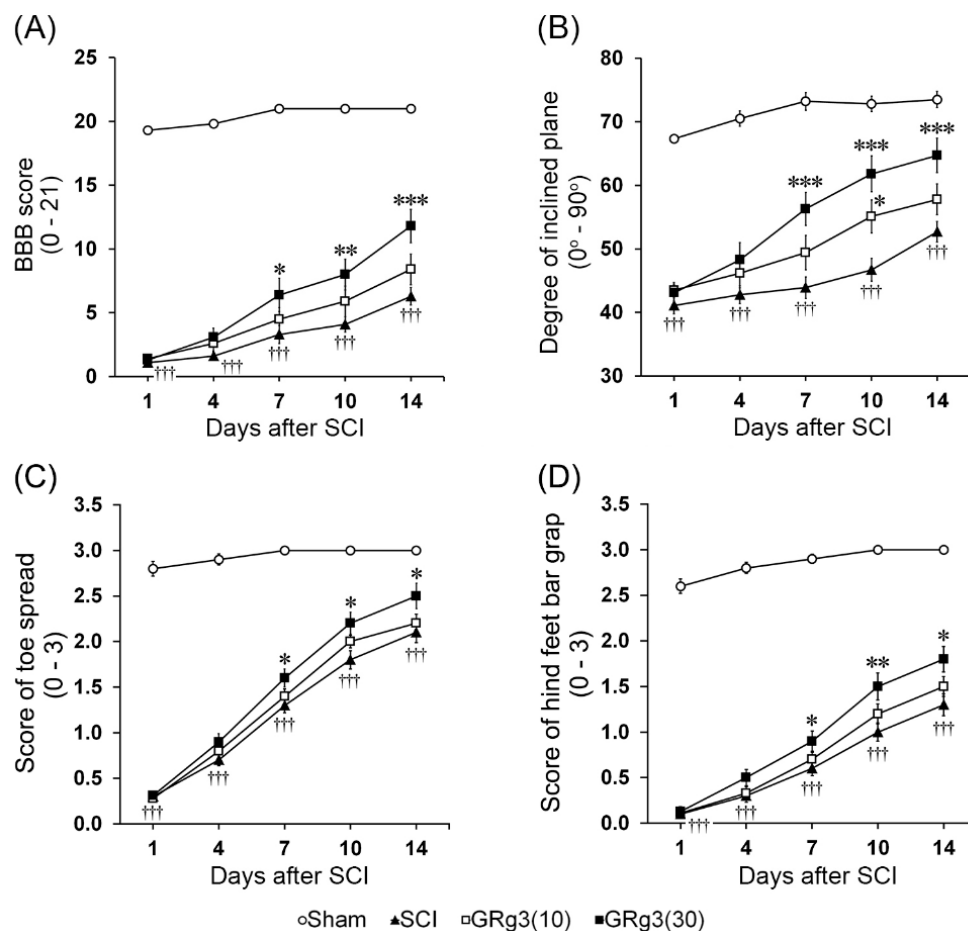 (A)
BBB score
(0 - 21)
25
20
15
10
5
0
***
**
*
†††
†††
†††
†††
†††
1 4 7 10 14
Days after SCI
(B)
Degree of inclined plane
(0° - 90°)
80
70
60
50
40
30
***
***
***
*
†††
†††
†††
†††
†††
1 4 7 10 14
Days after SCI
(C)
Score of toe spread
(0 - 3)
3.5
3.0
2.5
2.0
1.5
1.0
0.5
0.0
*
*
*
†††
†††
†††
†††
†††
1 4 7 10 14
Days after SCI
(D)
Score of hind feet bar grap
(0 - 3)
3.5
3.0
2.5
2.0
1.5
1.0
0.5
0.0
*
**
*
†††
†††
†††
†††
†††
1 4 7 10 14
Days after SCI
Sham SCI GRg3(10) GRg3(30)